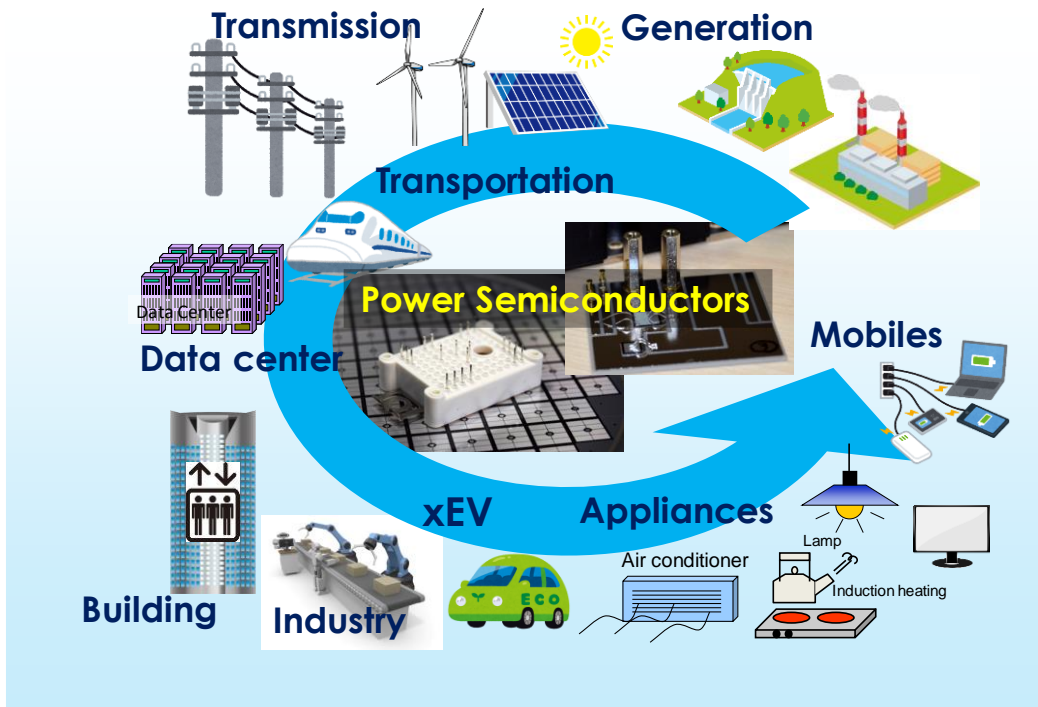 Transmission
Generation
Transportation
Power Semiconductors
Data Center
Data center
Mobiles
xEV
Appliances
Lamp
Air conditioner
Induction heating
ECO
Building
Industry